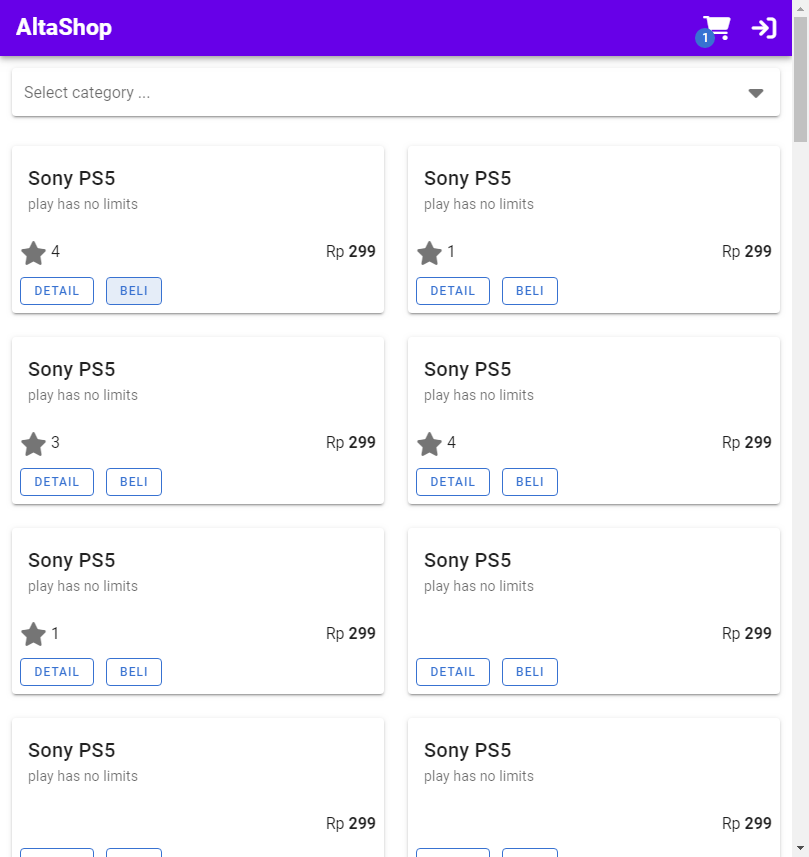 AltaShop
1
Select category ...
Sony PS5
play has no limits
4
Rp 299
DETAIL
BELI
Sony PS5
play has no limits
1
Rp 299
DETAIL
BELI
Sony PS5
play has no limits
3
Rp 299
DETAIL
BELI
Sony PS5
play has no limits
4
Rp 299
DETAIL
BELI
Sony PS5
play has no limits
1
Rp 299
DETAIL
BELI
Sony PS5
play has no limits
Rp 299
DETAIL
BELI
Sony PS5
play has no limits
Rp 299
Sony PS5
play has no limits
Rp 299